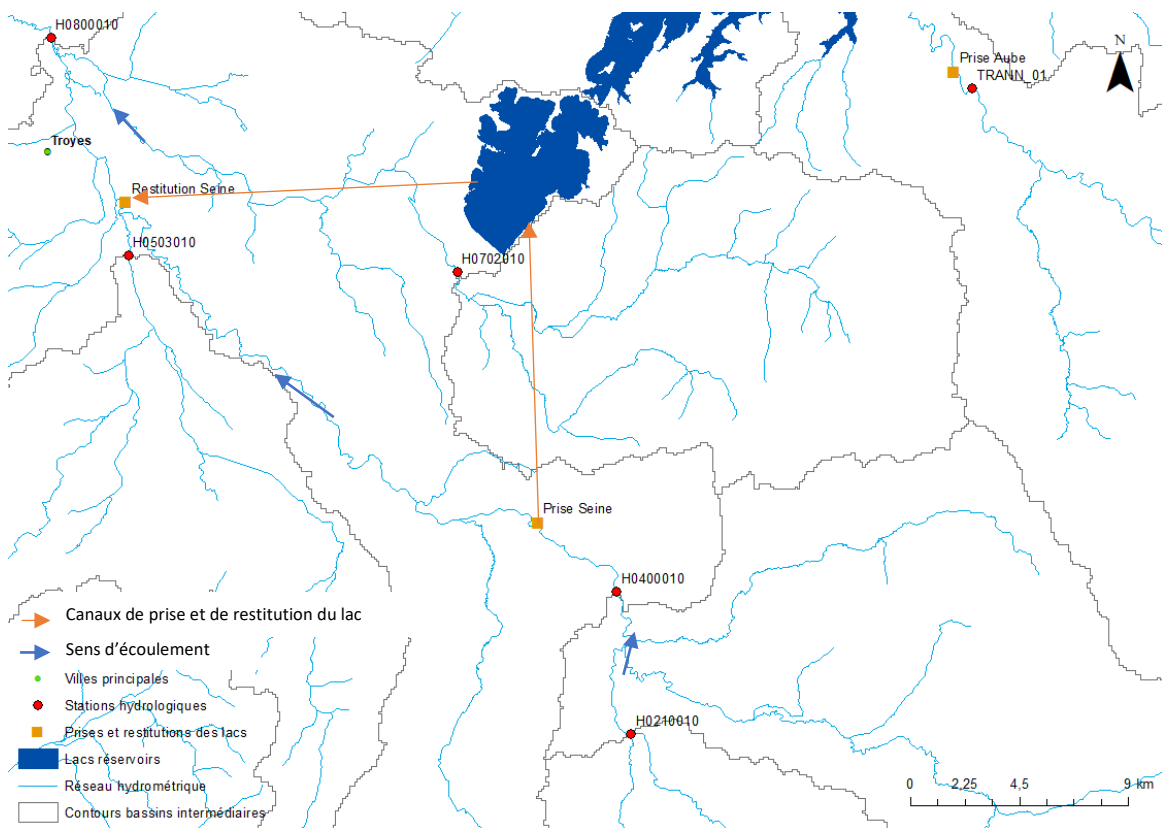 H0800010
N
Prise Aube
TRANN_01
Troyes
Restitution Seine
H0503010
H0702010
Prise Seine
H0400010
Canaux de prise et de restitution du lac
Sens d'écoulement
Villes principales
Stations hydrologiques
H0210010
Prises et restitutions des lacs
Lacs réservoirs
Réseau hydrométrique
0 2,25 4,5 9 km
Contours bassins intermédiaires